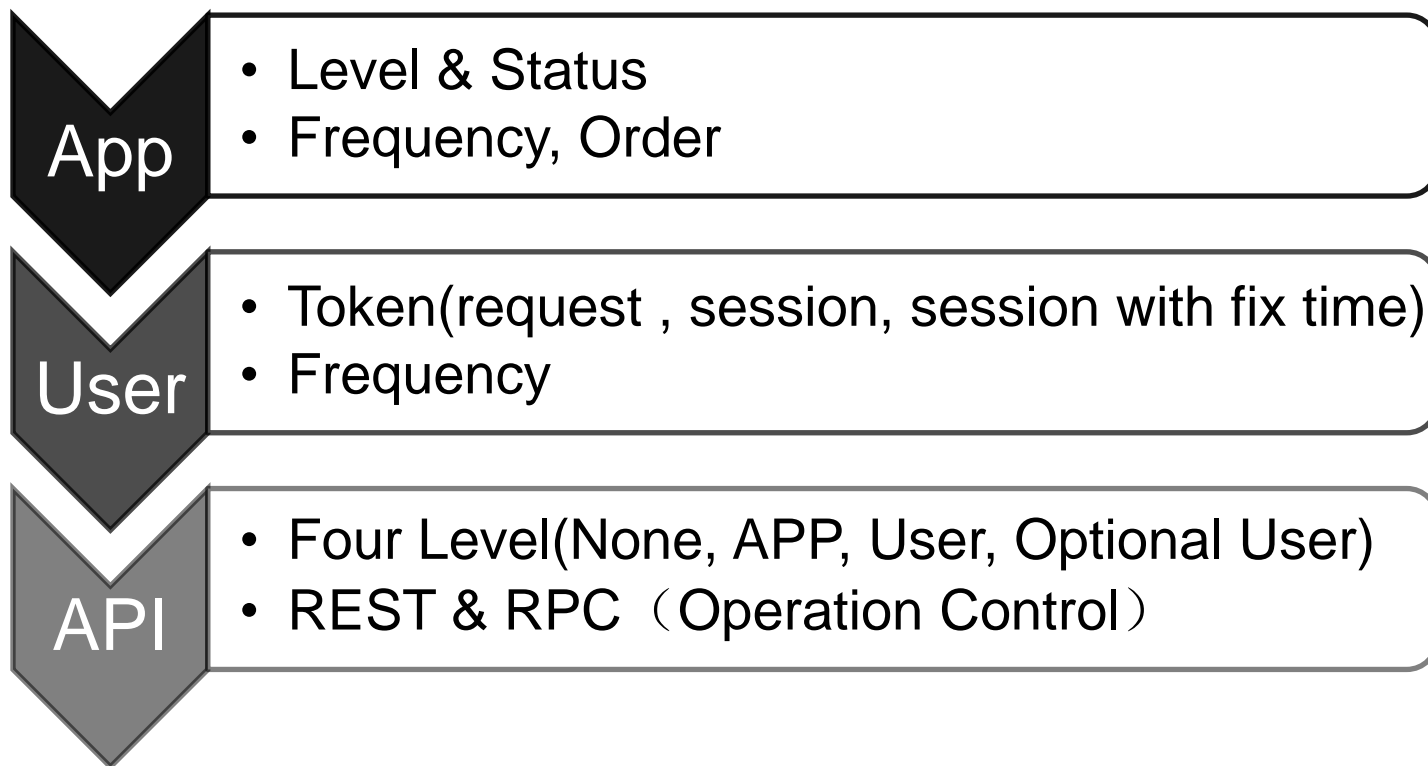 App
• Level & Status
• Frequency, Order
User
• Token(request , session, session with fix time)
• Frequency
API
• Four Level(None, APP, User, Optional User)
• REST & RPC（Operation Control）